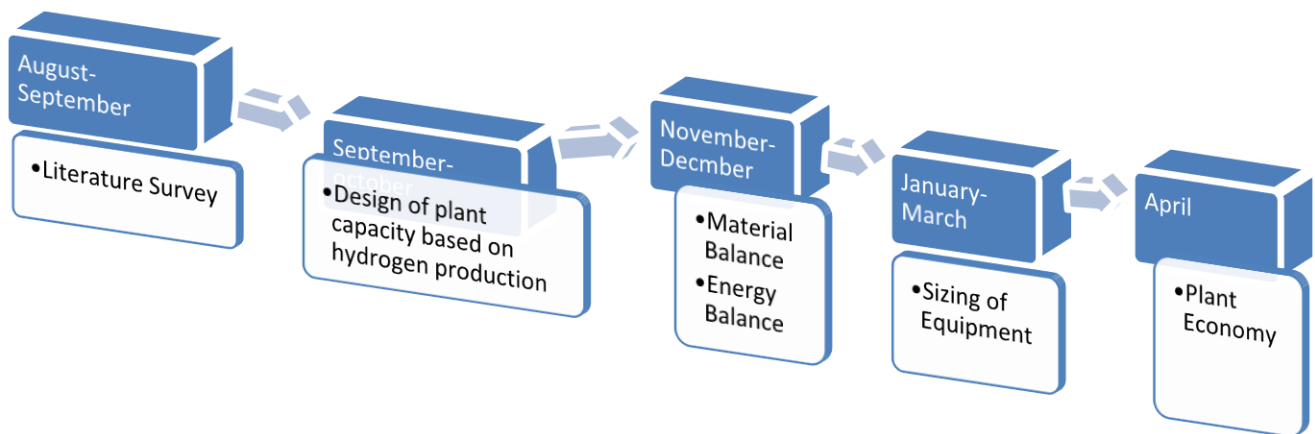 August-
September
•Literature Survey
September-
october
•Design of plant
capacity based on
hydrogen production
November-
Decmber
•Material
Balance
•Energy
Balance
January-
March
•Sizing of
Equipment
April
•Plant
Economy